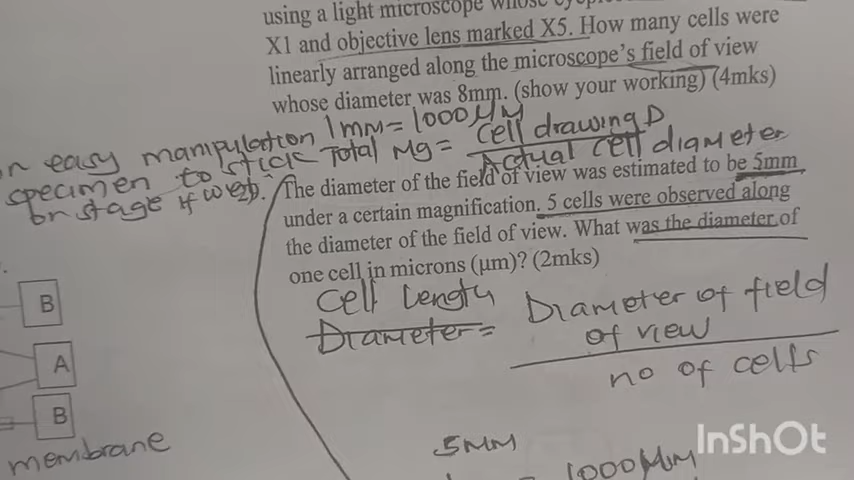 using a light microscope whose
X1 and objective lens marked X5. How many cells were
linearly arranged along the microscope's field of view
whose diameter was 8mm. (show your working) (4mks)
easy manipulation 1mm = 1000 µm
specimen to stick Total Mg = Cell drawing D
Actual cell diameter
on stage if wet.
The diameter of the field of view was estimated to be 5mm
under a certain magnification. 5 cells were observed along
the diameter of the field of view. What was the diameter of
one cell in microns (µm)? (2mks)
Cell Length
Diameter = Diameter of field
of view
no of cells
B
A
B
membrane
5MM
1000 µm
InShOt